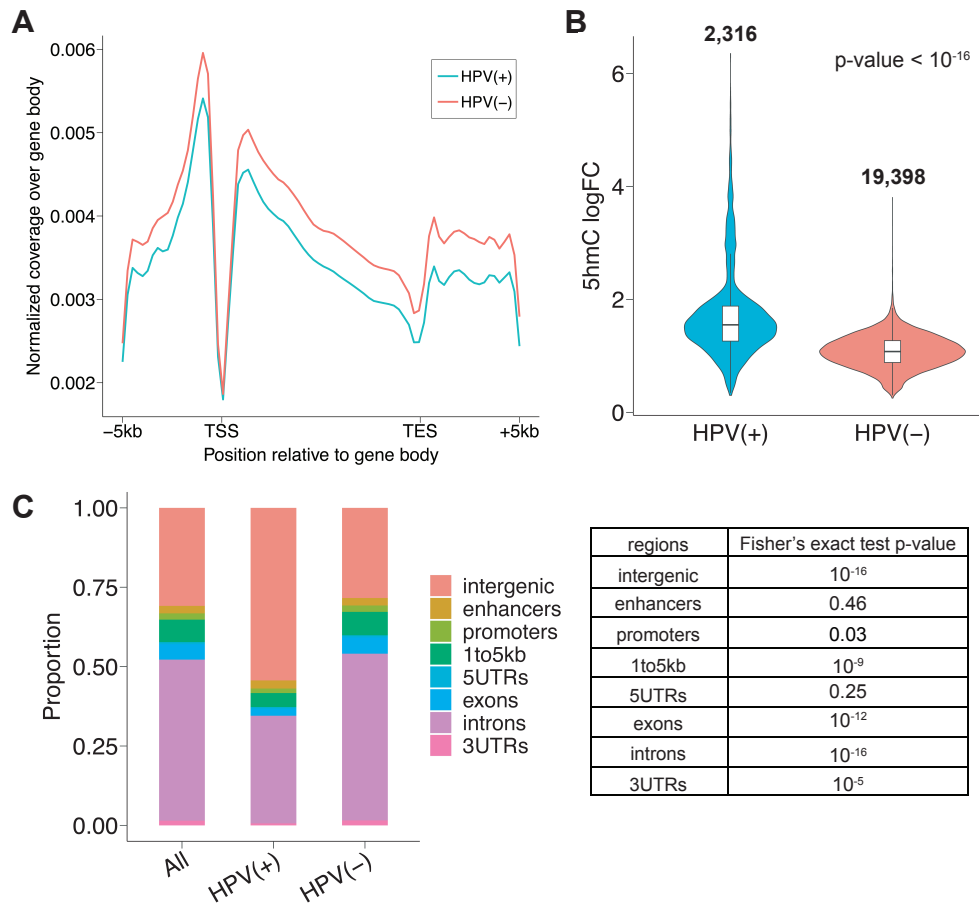 A
Normalized coverage over gene body
0.006
0.005
0.004
0.003
0.002
HPV(+)
HPV(−)
−5kb
TSS
TES
+5kb
Position relative to gene body
B
2,316
p-value < 10-16
19,398
5hmC logFC
6
4
2
0
HPV(+)
HPV(−)
C
Proportion
1.00
0.75
0.50
0.25
0.00
All
HPV(+)
HPV(−)
intergenic
enhancers
promoters
1to5kb
5UTRs
exons
introns
3UTRs
regions Fisher’s exact test p-value
intergenic 10-16
enhancers 0.46
promoters 0.03
1to5kb 10-9
5UTRs 0.25
exons 10-12
introns 10-16
3UTRs 10-5